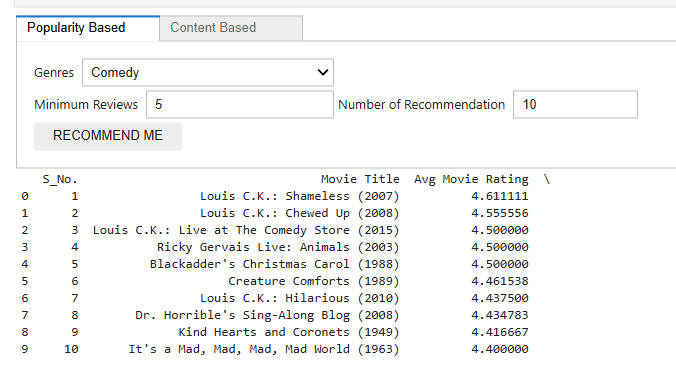 Popularity Based Content Based
Genres Comedy
Minimum Reviews 5 Number of Recommendation 10
RECOMMEND ME
S_No. Movie Title Avg Movie Rating \
0 1 Louis C.K.: Shameless (2007) 4.611111
1 2 Louis C.K.: Chewed Up (2008) 4.555556
2 3 Louis C.K.: Live at The Comedy Store (2015) 4.500000
3 4 Ricky Gervais Live: Animals (2003) 4.500000
4 5 Blackadder's Christmas Carol (1988) 4.500000
5 6 Creature Comforts (1989) 4.461538
6 7 Louis C.K.: Hilarious (2010) 4.437500
7 8 Dr. Horrible's Sing-Along Blog (2008) 4.434783
8 9 Kind Hearts and Coronets (1949) 4.416667
9 10 It's a Mad, Mad, Mad, Mad World (1963) 4.400000